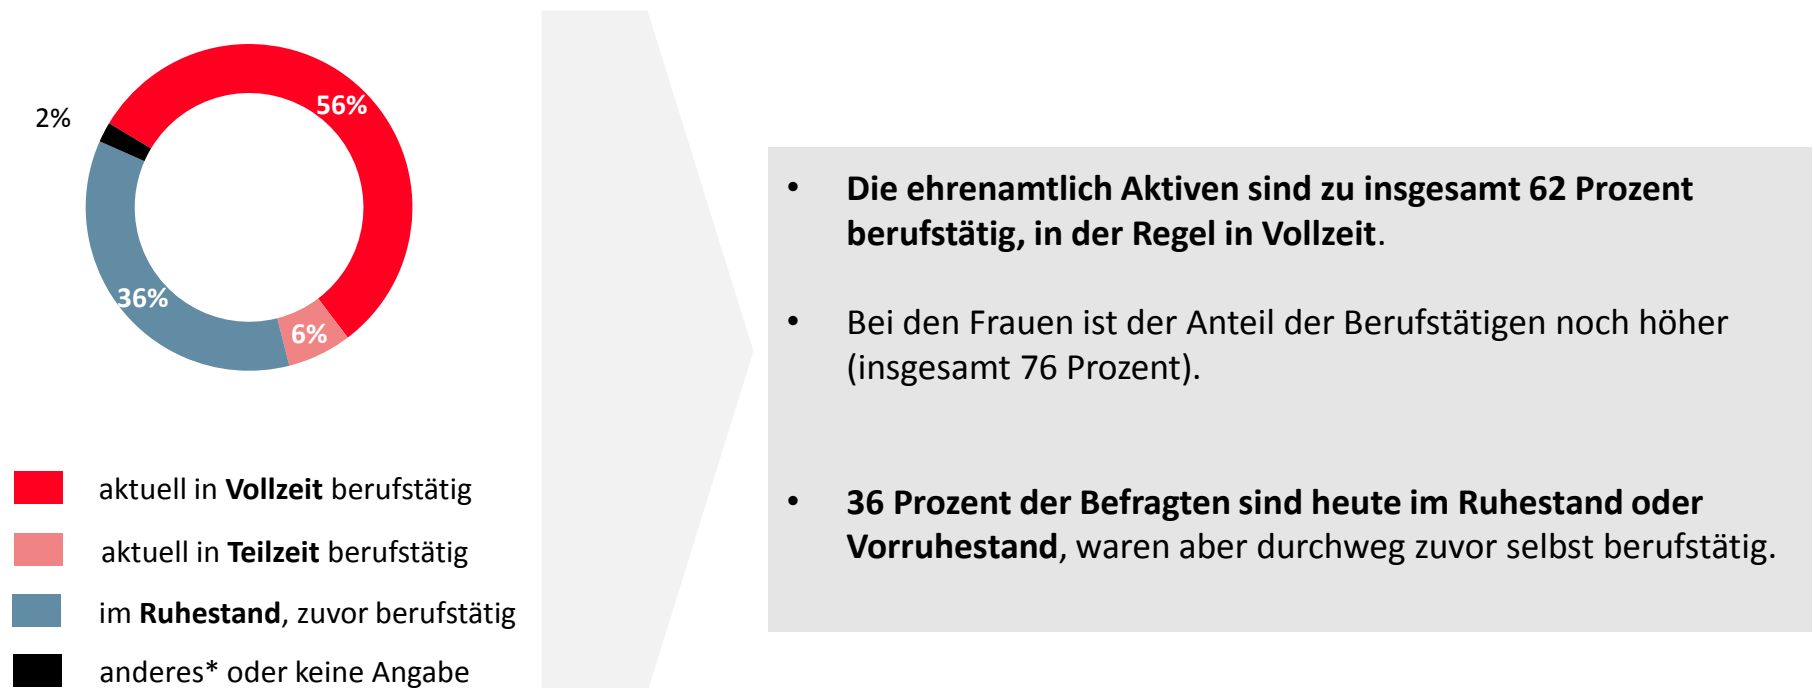 56%
2%
36%
6%
aktuell in Vollzeit berufstätig
aktuell in Teilzeit berufstätig
im Ruhestand, zuvor berufstätig
anderes* oder keine Angabe
• Die ehrenamtlich Aktiven sind zu insgesamt 62 Prozent
berufstätig, in der Regel in Vollzeit.
• Bei den Frauen ist der Anteil der Berufstätigen noch höher
(insgesamt 76 Prozent).
• 36 Prozent der Befragten sind heute im Ruhestand oder
Vorruhestand, waren aber durchweg zuvor selbst berufstätig.